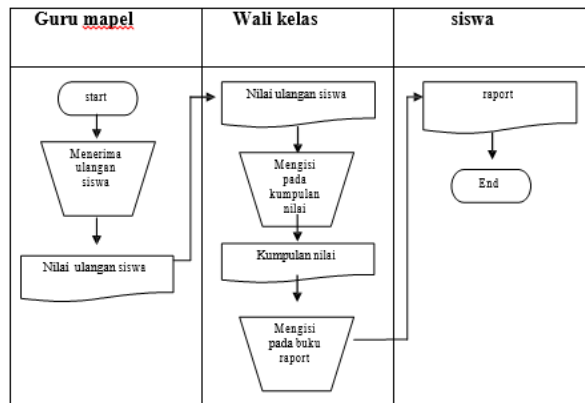 Guru mapel
Wali kelas
siswa
start
Menerima
ulangan
siswa
Nilai ulangan siswa
Nilai ulangan siswa
Mengisi
pada
kumpulan
nilai
Kumpulan nilai
Mengisi
pada buku
raport
raport
End